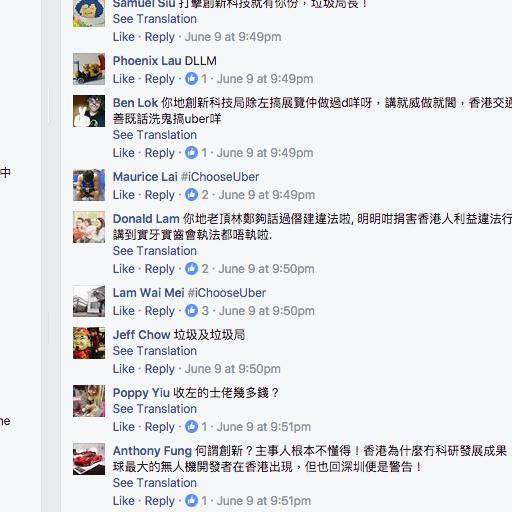 Samuel Siu 打擊創新科技就有你份，垃圾局長！
See Translation
Like · Reply · June 9 at 9:49pm
Phoenix Lau DLLM
Like · Reply · 1 · June 9 at 9:49pm
Ben Lok 你地創新科技局除左搞展覽仲做過d咩呀，講就威做就閪，香港交通
善既話洗鬼搞uber咩
See Translation
Like · Reply · 1 · June 9 at 9:49pm
中
Maurice Lai #iChooseUber
Like · Reply · 2 · June 9 at 9:49pm
Donald Lam 你地老頂林鄭夠話過僭建違法啦, 明明咁損害香港人利益違法行
講到實牙實齒會執法都唔執啦.
See Translation
Like · Reply · 2 · June 9 at 9:50pm
Lam Wai Mei #iChooseUber
Like · Reply · 3 · June 9 at 9:50pm
Jeff Chow 垃圾及垃圾局
See Translation
Like · Reply · June 9 at 9:50pm
Poppy Yiu 收左的士佬幾多錢？
See Translation
ne
Like · Reply · 1 · June 9 at 9:51pm
Anthony Fung 何謂創新？主事人根本不懂得！香港為什麼冇科研發展成果
球最大的無人機開發者在香港出現，但也回深圳便是警告！
See Translation
Like · Reply · 1 · June 9 at 9:51pm